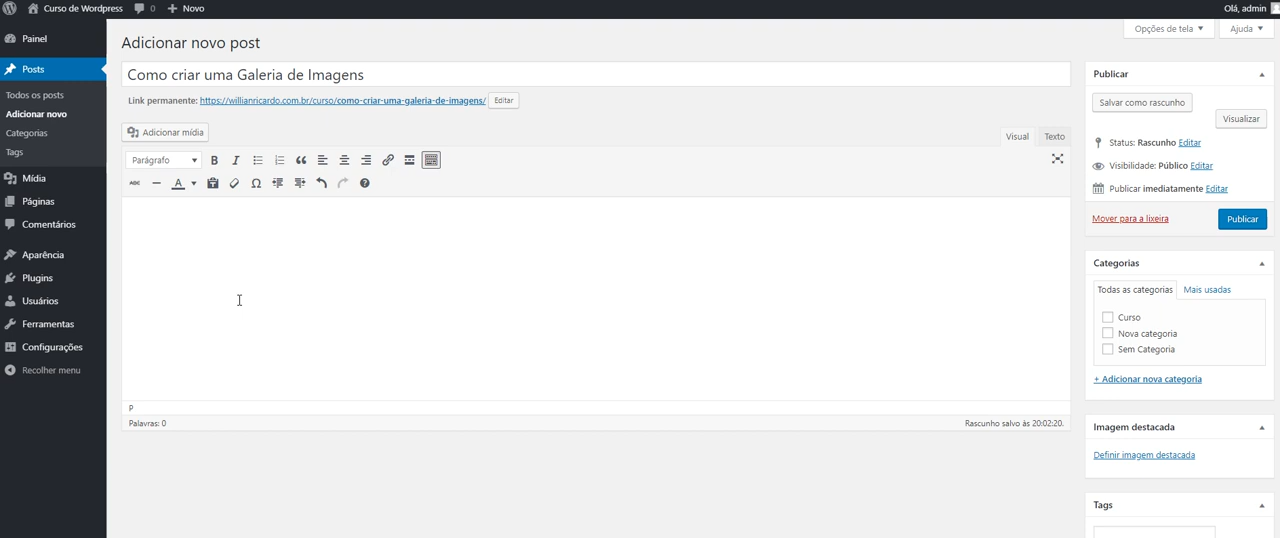 Curso de Wordpress 0 Novo Olá, admin
Painel
Posts
Todos os posts
Adicionar novo
Categorias
Tags
Mídia
Páginas
Comentários
Aparência
Plugins
Usuários
Ferramentas
Configurações
Recolher menu
Opções de tela Ajuda
Adicionar novo post
Como criar uma Galeria de Imagens
Link permanente: https://willianricardo.com.br/curso/como-criar-uma-galeria-de-imagens/ Editar
Adicionar mídia
Visual Texto
Parágrafo B I
ABC A Ω
P
Palavras: 0 Rascunho salvo às 20:02:20.
Publicar
Salvar como rascunho
Visualizar
Status: Rascunho Editar
Visibilidade: Público Editar
Publicar imediatamente Editar
Mover para a lixeira Publicar
Categorias
Todas as categorias Mais usadas
Curso
Nova categoria
Sem Categoria
+ Adicionar nova categoria
Imagem destacada
Definir imagem destacada
Tags